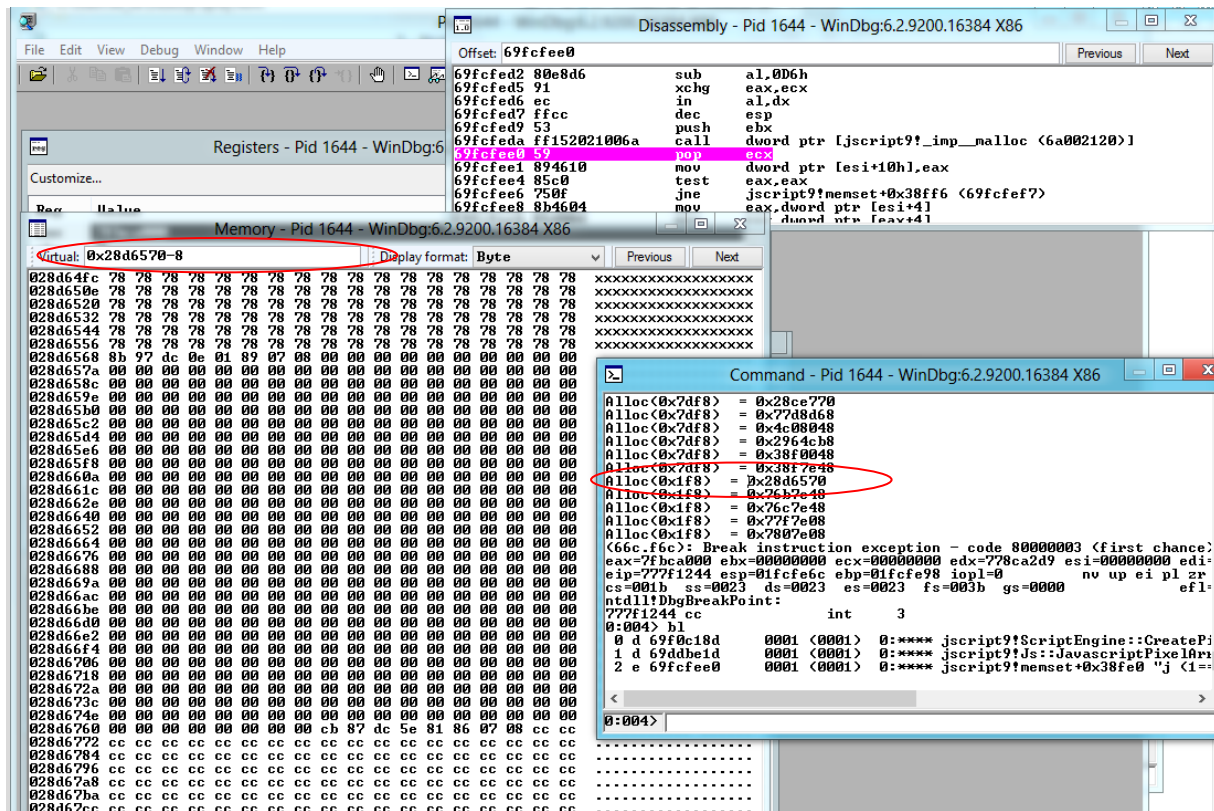 P
File Edit View Debug Window Help
Disassembly - Pid 1644 - WinDbg:6.2.9200.16384 X86
Offset: 69fcfee0
Previous Next
69fcfed2 80e8d6 sub al,0D6h
69fcfed5 91 xchg eax,ecx
69fcfed6 ec in al,dx
69fcfed7 ffcc dec esp
69fcfed9 53 push ebx
69fcfeda ff152021006a call dword ptr [jscript9!_imp__malloc (6a002120)]
69fcfee0 59 pop ecx
69fcfee1 894610 mov dword ptr [esi+10h],eax
69fcfee4 85c0 test eax,eax
69fcfee6 750f jne jscript9!memset+0x38ff6 (69fcfef7)
69fcfee8 8b4604 mov eax,dword ptr [esi+4]
dword ptr [eax+4]
Registers - Pid 1644 - WinDbg:6
Customize...
Reg Value
Memory - Pid 1644 - WinDbg:6.2.9200.16384 X86
Virtual: 0x28d6570-8 Display format: Byte Previous Next
028d64fc 78 78 78 78 78 78 78 78 78 78 78 78 78 78 78 78 78 78 xxxxxxxxxxxxxxxxxx
028d650e 78 78 78 78 78 78 78 78 78 78 78 78 78 78 78 78 78 78 xxxxxxxxxxxxxxxxxx
028d6520 78 78 78 78 78 78 78 78 78 78 78 78 78 78 78 78 78 78 xxxxxxxxxxxxxxxxxx
028d6532 78 78 78 78 78 78 78 78 78 78 78 78 78 78 78 78 78 78 xxxxxxxxxxxxxxxxxx
028d6544 78 78 78 78 78 78 78 78 78 78 78 78 78 78 78 78 78 78 xxxxxxxxxxxxxxxxxx
028d6556 78 78 78 78 78 78 78 78 78 78 78 78 78 78 78 78 78 78 xxxxxxxxxxxxxxxxxx
028d6568 8b 97 dc 0e 01 89 07 08 00 00 00 00 00 00 00 00 00 00
028d657a 00 00 00 00 00 00 00 00 00 00 00 00 00 00 00 00 00 00
028d658c 00 00 00 00 00 00 00 00 00 00 00 00 00 00 00 00 00 00
028d659e 00 00 00 00 00 00 00 00 00 00 00 00 00 00 00 00 00 00
028d65b0 00 00 00 00 00 00 00 00 00 00 00 00 00 00 00 00 00 00
028d65c2 00 00 00 00 00 00 00 00 00 00 00 00 00 00 00 00 00 00
028d65d4 00 00 00 00 00 00 00 00 00 00 00 00 00 00 00 00 00 00
028d65e6 00 00 00 00 00 00 00 00 00 00 00 00 00 00 00 00 00 00
028d65f8 00 00 00 00 00 00 00 00 00 00 00 00 00 00 00 00 00 00
028d660a 00 00 00 00 00 00 00 00 00 00 00 00 00 00 00 00 00 00
028d661c 00 00 00 00 00 00 00 00 00 00 00 00 00 00 00 00 00 00
028d662e 00 00 00 00 00 00 00 00 00 00 00 00 00 00 00 00 00 00
028d6640 00 00 00 00 00 00 00 00 00 00 00 00 00 00 00 00 00 00
028d6652 00 00 00 00 00 00 00 00 00 00 00 00 00 00 00 00 00 00
028d6664 00 00 00 00 00 00 00 00 00 00 00 00 00 00 00 00 00 00
028d6676 00 00 00 00 00 00 00 00 00 00 00 00 00 00 00 00 00 00
028d6688 00 00 00 00 00 00 00 00 00 00 00 00 00 00 00 00 00 00
028d669a 00 00 00 00 00 00 00 00 00 00 00 00 00 00 00 00 00 00
028d66ac 00 00 00 00 00 00 00 00 00 00 00 00 00 00 00 00 00 00
028d66be 00 00 00 00 00 00 00 00 00 00 00 00 00 00 00 00 00 00
028d66d0 00 00 00 00 00 00 00 00 00 00 00 00 00 00 00 00 00 00
028d66e2 00 00 00 00 00 00 00 00 00 00 00 00 00 00 00 00 00 00
028d66f4 00 00 00 00 00 00 00 00 00 00 00 00 00 00 00 00 00 00
028d6706 00 00 00 00 00 00 00 00 00 00 00 00 00 00 00 00 00 00
028d6718 00 00 00 00 00 00 00 00 00 00 00 00 00 00 00 00 00 00
028d672a 00 00 00 00 00 00 00 00 00 00 00 00 00 00 00 00 00 00
028d673c 00 00 00 00 00 00 00 00 00 00 00 00 00 00 00 00 00 00
028d674e 00 00 00 00 00 00 00 00 00 00 00 00 00 00 00 00 00 00
028d6760 00 00 00 00 00 00 00 00 cb 87 dc 5e 81 86 07 08 cc cc
028d6772 cc cc cc cc cc cc cc cc cc cc cc cc cc cc cc cc cc cc ..................
028d6784 cc cc cc cc cc cc cc cc cc cc cc cc cc cc cc cc cc cc ..................
028d6796 cc cc cc cc cc cc cc cc cc cc cc cc cc cc cc cc cc cc ..................
028d67a8 cc cc cc cc cc cc cc cc cc cc cc cc cc cc cc cc cc cc ..................
028d67ba cc cc cc cc cc cc cc cc cc cc cc cc cc cc cc cc cc cc ..................
028d67cc cc cc cc cc cc cc cc cc cc cc cc cc cc cc cc cc cc cc ..................
Command - Pid 1644 - WinDbg:6.2.9200.16384 X86
Alloc(0x7df8) = 0x28ce770
Alloc(0x7df8) = 0x77d8d68
Alloc(0x7df8) = 0x4c08048
Alloc(0x7df8) = 0x2964cb8
Alloc(0x7df8) = 0x38f0048
Alloc(0x7df8) = 0x38f7e48
Alloc(0x1f8) = 0x28d6570
Alloc(0x1f8) = 0x76b7e48
Alloc(0x1f8) = 0x76c7e48
Alloc(0x1f8) = 0x77f7e08
Alloc(0x1f8) = 0x7807e08
(66c.f6c): Break instruction exception - code 80000003 (first chance)
eax=7fbca000 ebx=00000000 ecx=00000000 edx=778ca2d9 esi=00000000 edi=
eip=777f1244 esp=01fcfe6c ebp=01fcfe98 iopl=0 nv up ei pl zr
cs=001b ss=0023 ds=0023 es=0023 fs=003b gs=0000 efl=
ntdll!DbgBreakPoint:
777f1244 cc int 3
0:004> bl
0 d 69f0c18d 0001 (0001) 0:**** jscript9!ScriptEngine::CreatePi
1 d 69ddbe1d 0001 (0001) 0:**** jscript9!Js::JavascriptPixelArr
2 e 69fcfee0 0001 (0001) 0:**** jscript9!memset+0x38fe0 "j (1==
0:004>